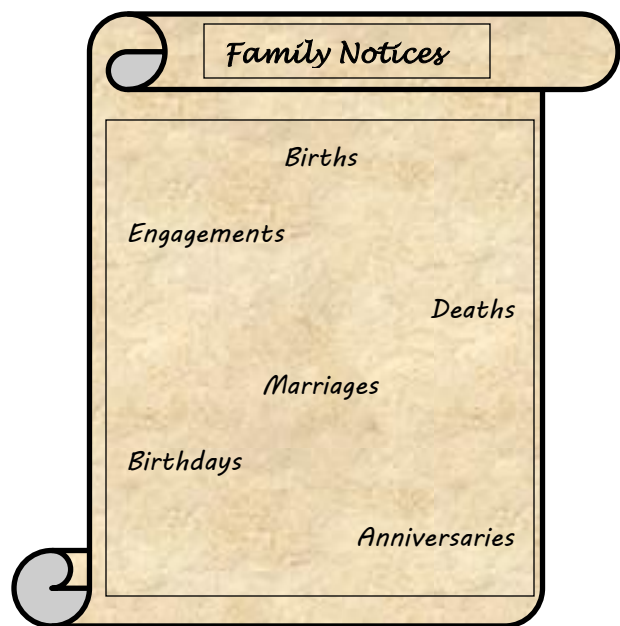 Family Notices
Births
Engagements
Deaths
Marriages
Birthdays
Anniversaries